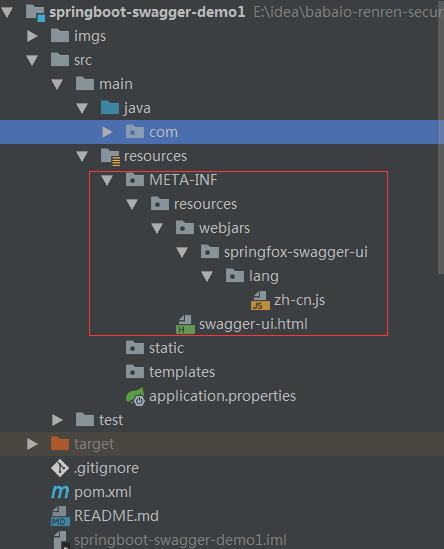 springboot-swagger-demo1 E:\idea\babaio-renren-secur
imgs
src
main
java
com
resources
META-INF
resources
webjars
springfox-swagger-ui
lang
JS zh-cn.js
H swagger-ui.html
static
templates
application.properties
test
target
.gitignore
pom.xml
MD README.md
springboot-swagger-demo1.iml